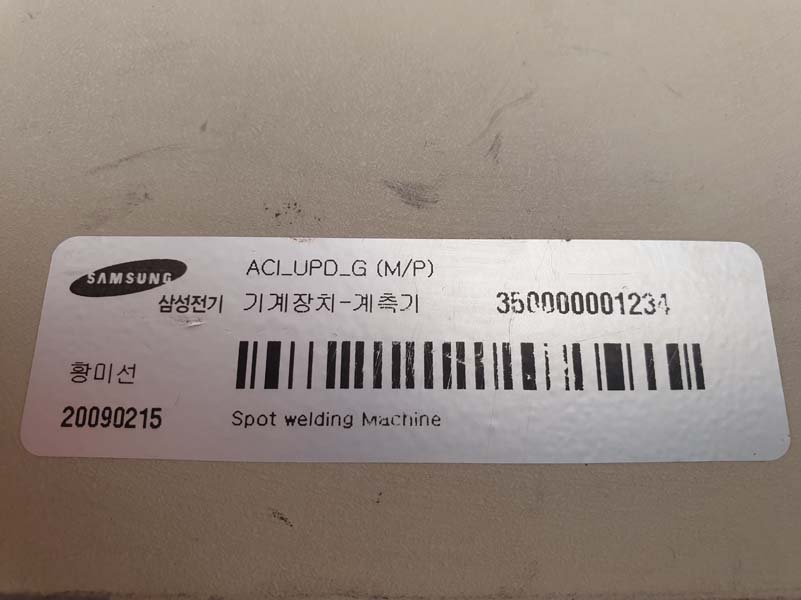 SAMSUNG
삼성전기
ACI_UPD_G (M/P)
기계장치-계측기 350000001234
황미선
20090215
Spot welding Machine